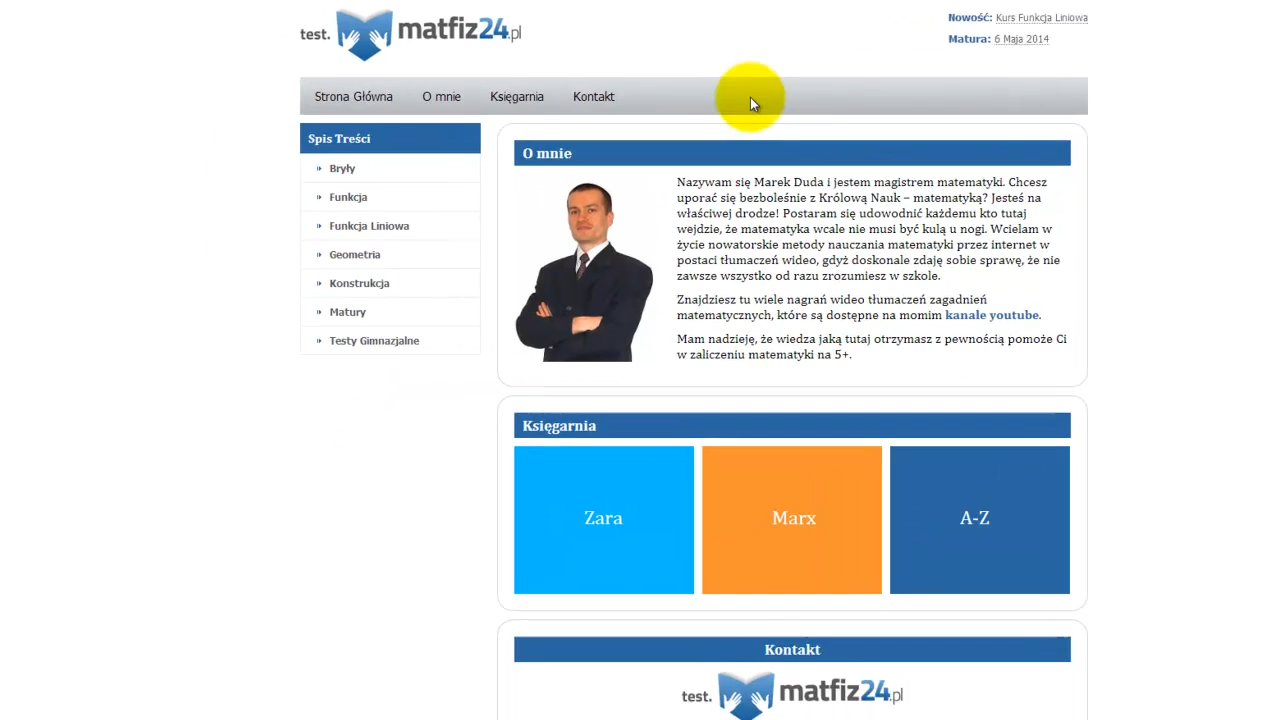 test. matfiz24.pl
Nowość: Kurs Funkcja Liniowa
Matura: 6 Maja 2014
Strona Główna O mnie Księgarnia Kontakt
Spis Treści
Bryły
Funkcja
Funkcja Liniowa
Geometria
Konstrukcja
Matury
Testy Gimnazjalne
O mnie
Nazywam się Marek Duda i jestem magistrem matematyki. Chcesz
uporać się bezboleśnie z Królową Nauk – matematyką? Jesteś na
właściwej drodze! Postaram się udowodnić każdemu kto tutaj
wejdzie, że matematyka wcale nie musi być kulą u nogi. Wcielam w
życie nowatorskie metody nauczania matematyki przez internet w
postaci tłumaczeń wideo, gdyż doskonale zdaję sobie sprawę, że nie
zawsze wszystko od razu zrozumiesz w szkole.
Znajdziesz tu wiele nagrań wideo tłumaczeń zagadnień
matematycznych, które są dostępne na momim kanale youtube.
Mam nadzieję, że wiedza jaką tutaj otrzymasz z pewnością pomoże Ci
w zaliczeniu matematyki na 5+.
Księgarnia
Zara Marx A-Z
Kontakt
test. matfiz24.pl